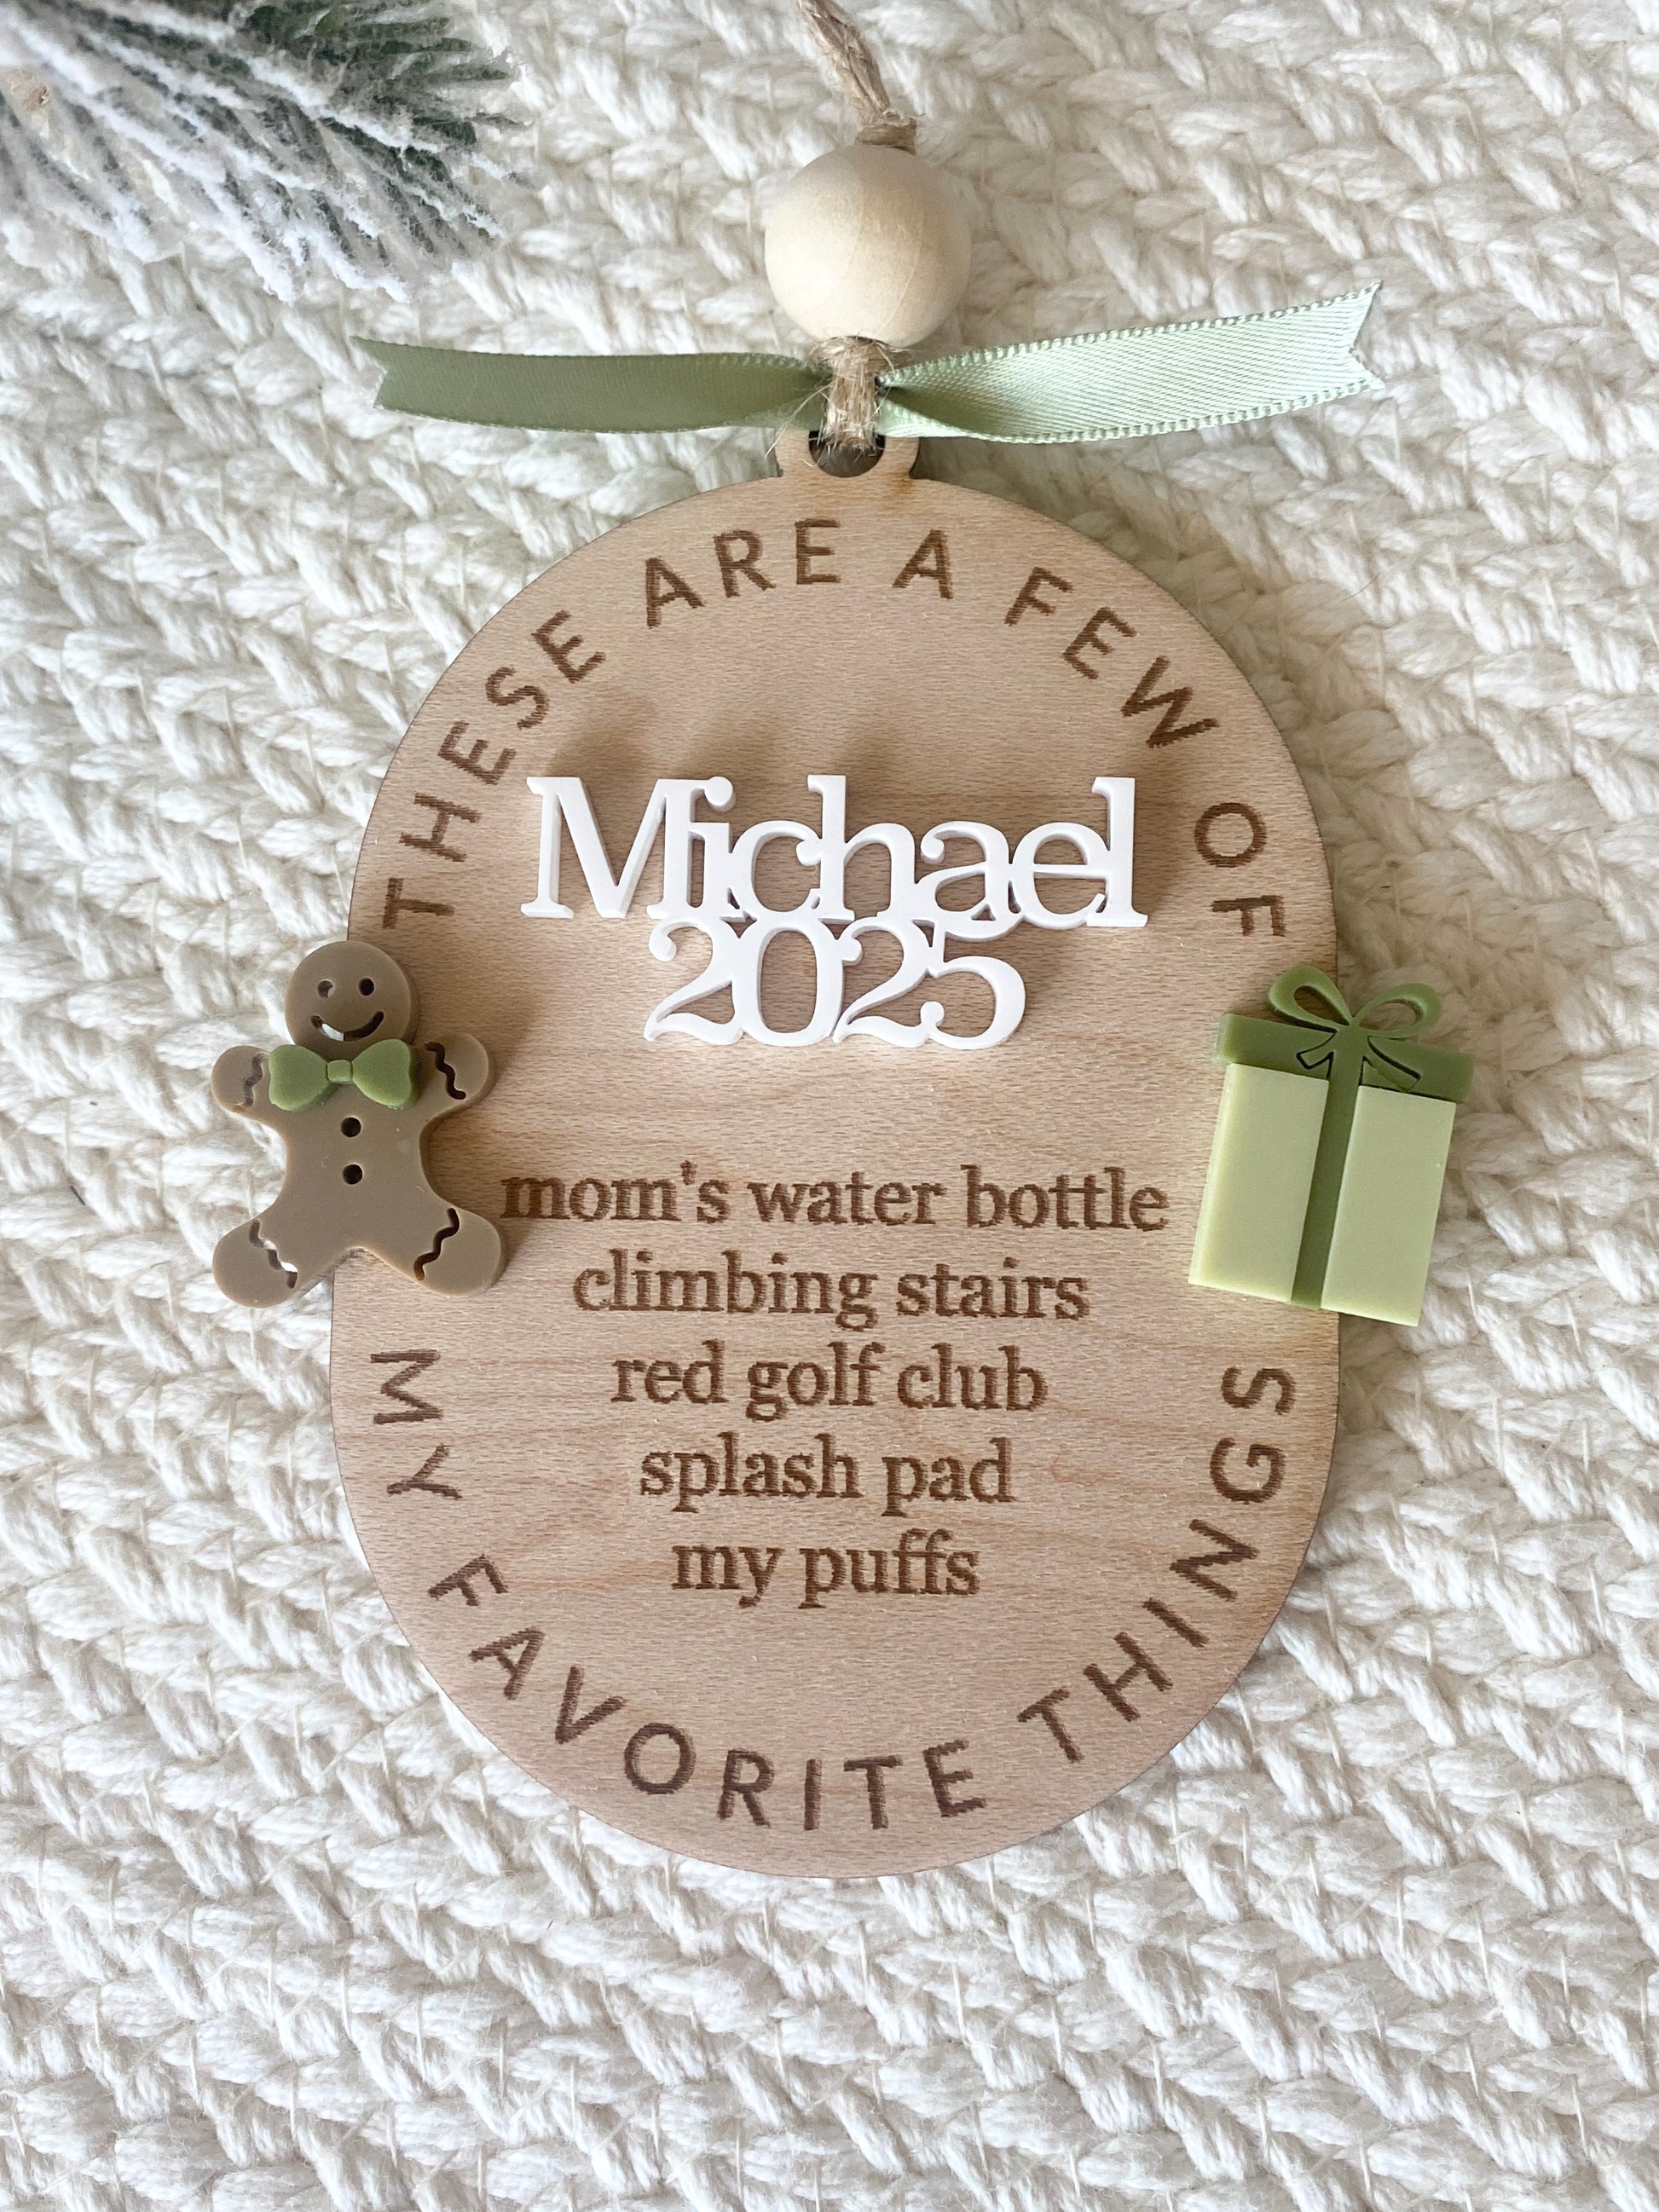 THESE ARE A FEW OF
Michael
2025
mom's water bottle
climbing stairs
red golf club
splash pad
my puffs
MY FAVORITE THINGS